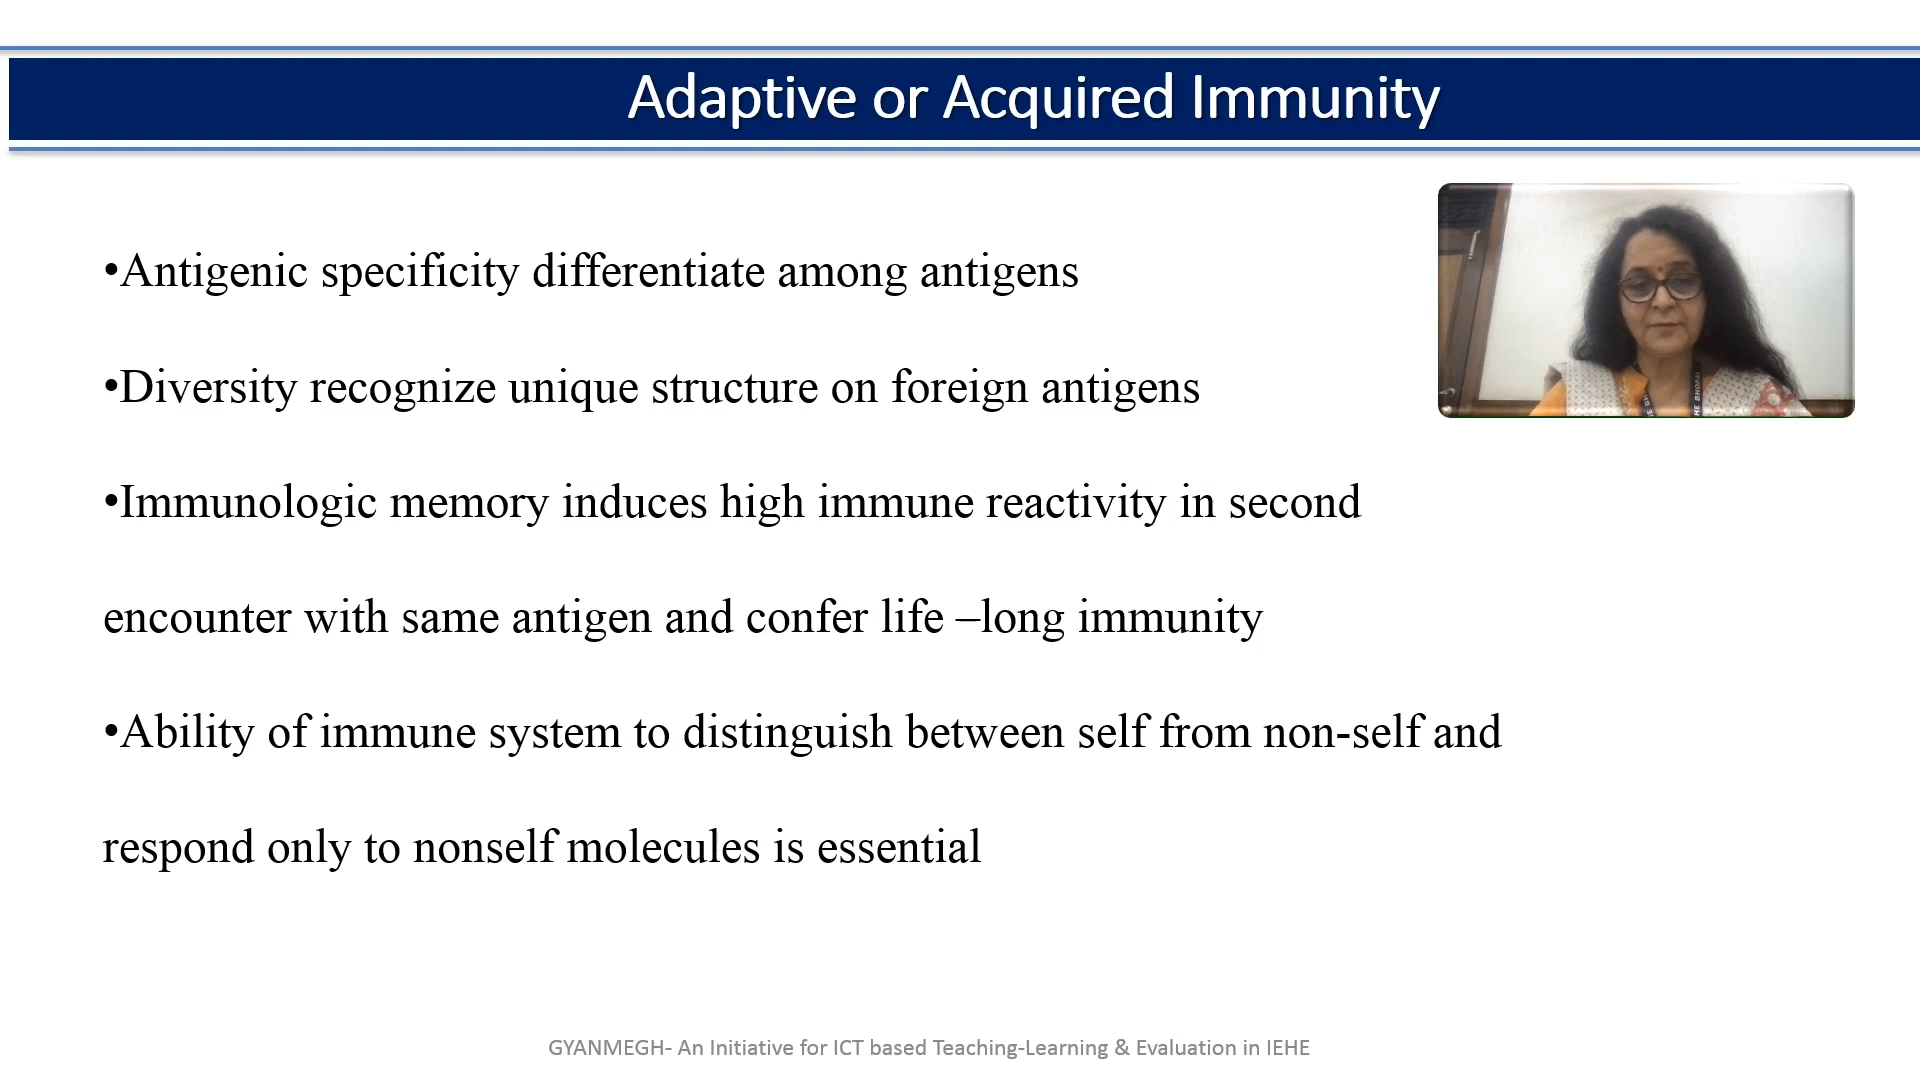 Adaptive or Acquired Immunity
•Antigenic specificity differentiate among antigens
•Diversity recognize unique structure on foreign antigens
•Immunologic memory induces high immune reactivity in second
encounter with same antigen and confer life –long immunity
•Ability of immune system to distinguish between self from non-self and
respond only to nonself molecules is essential
HE BHOPAL
GYANMEGH- An Initiative for ICT based Teaching-Learning & Evaluation in IEHE